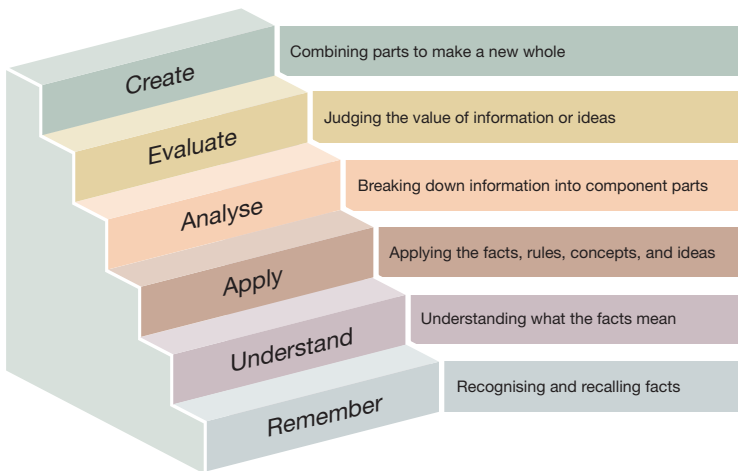 Create
Combining parts to make a new whole
Evaluate
Judging the value of information or ideas
Analyse
Breaking down information into component parts
Apply
Applying the facts, rules, concepts, and ideas
Understand
Understanding what the facts mean
Remember
Recognising and recalling facts